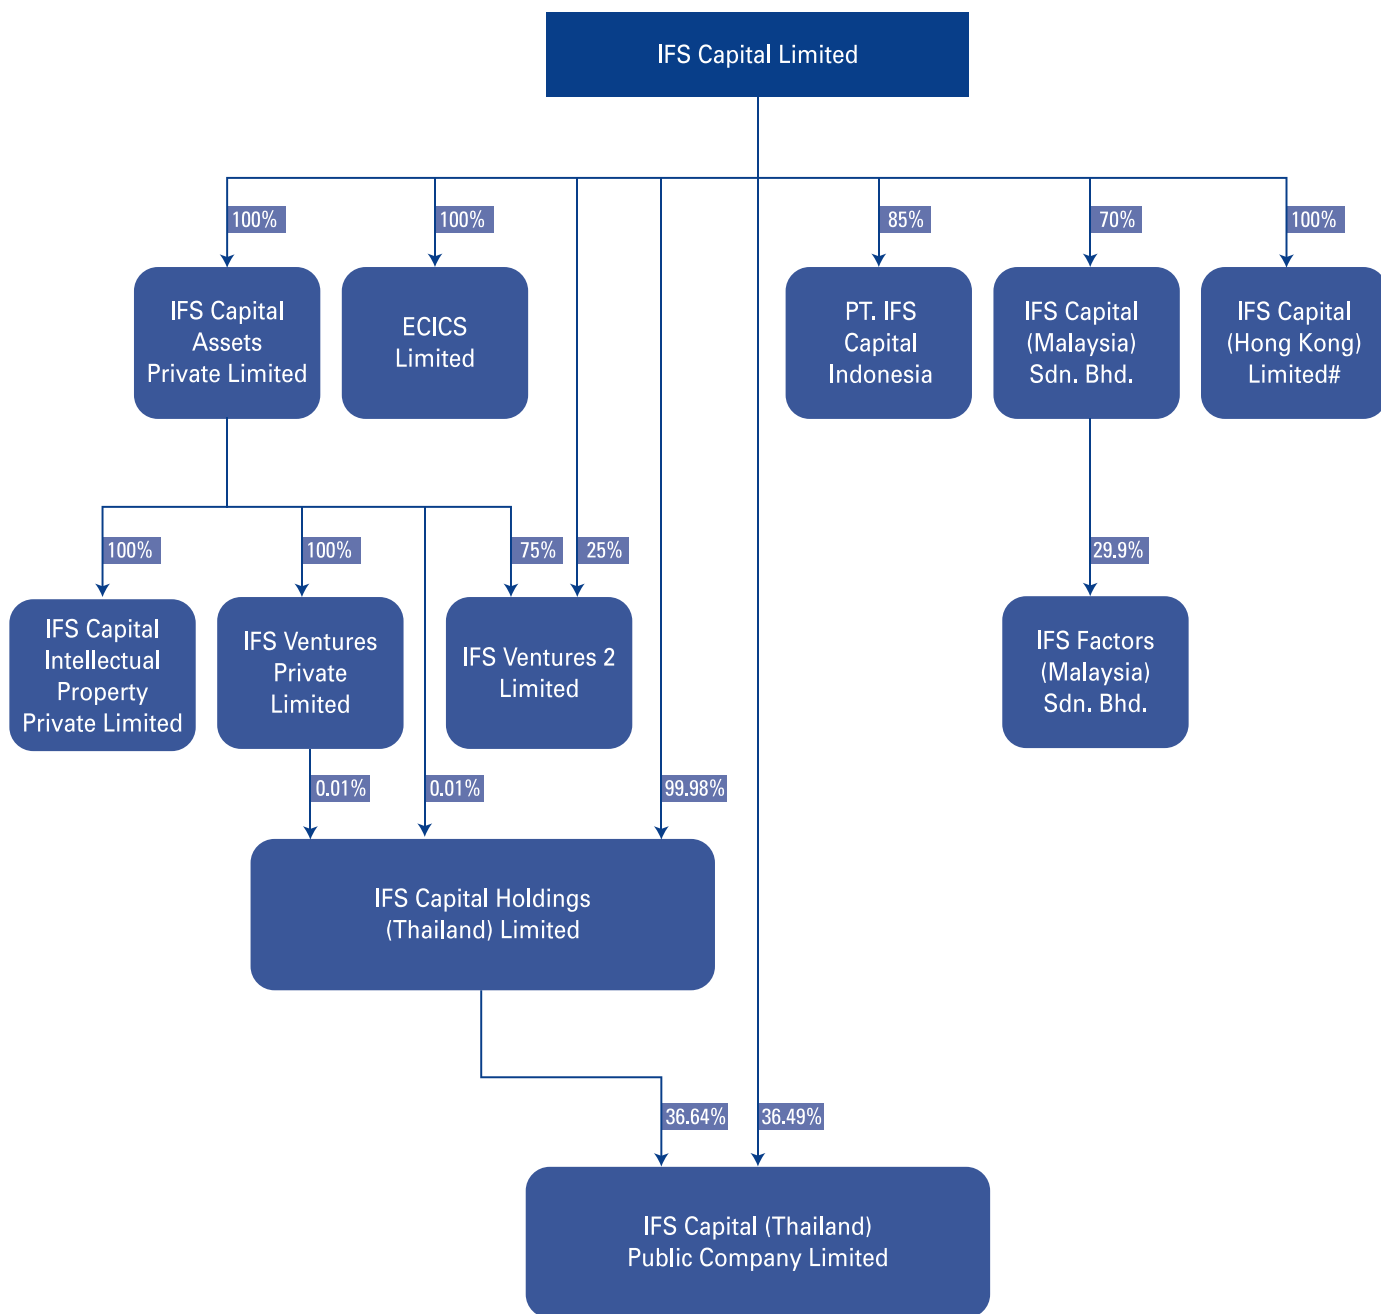 IFS Capital Limited
100%
100%
85%
70%
100%
IFS Capital
Assets
Private Limited
ECICS
Limited
PT. IFS
Capital
Indonesia
IFS Capital
(Malaysia)
Sdn. Bhd.
IFS Capital
(Hong Kong)
Limited#
100%
100%
75%
25%
29.9%
IFS Capital
Intellectual
Property
Private Limited
IFS Ventures
Private
Limited
IFS Ventures 2
Limited
IFS Factors
(Malaysia)
Sdn. Bhd.
0.01%
0.01%
99.98%
IFS Capital Holdings
(Thailand) Limited
36.64%
36.49%
IFS Capital (Thailand)
Public Company Limited